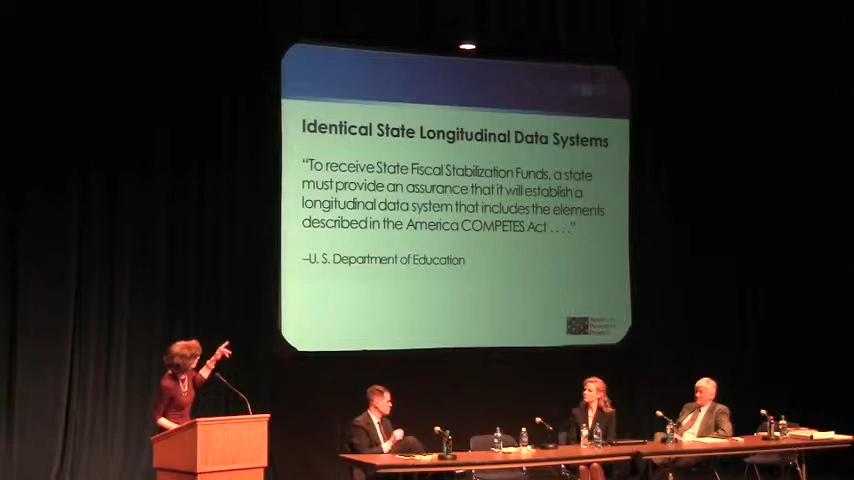 Identical State Longitudinal Data Systems
“To receive State Fiscal Stabilization Funds, a state
must provide an assurance that it will establish a
longitudinal data system that includes the elements
described in the America COMPETES Act . . . .”
–U. S. Department of Education